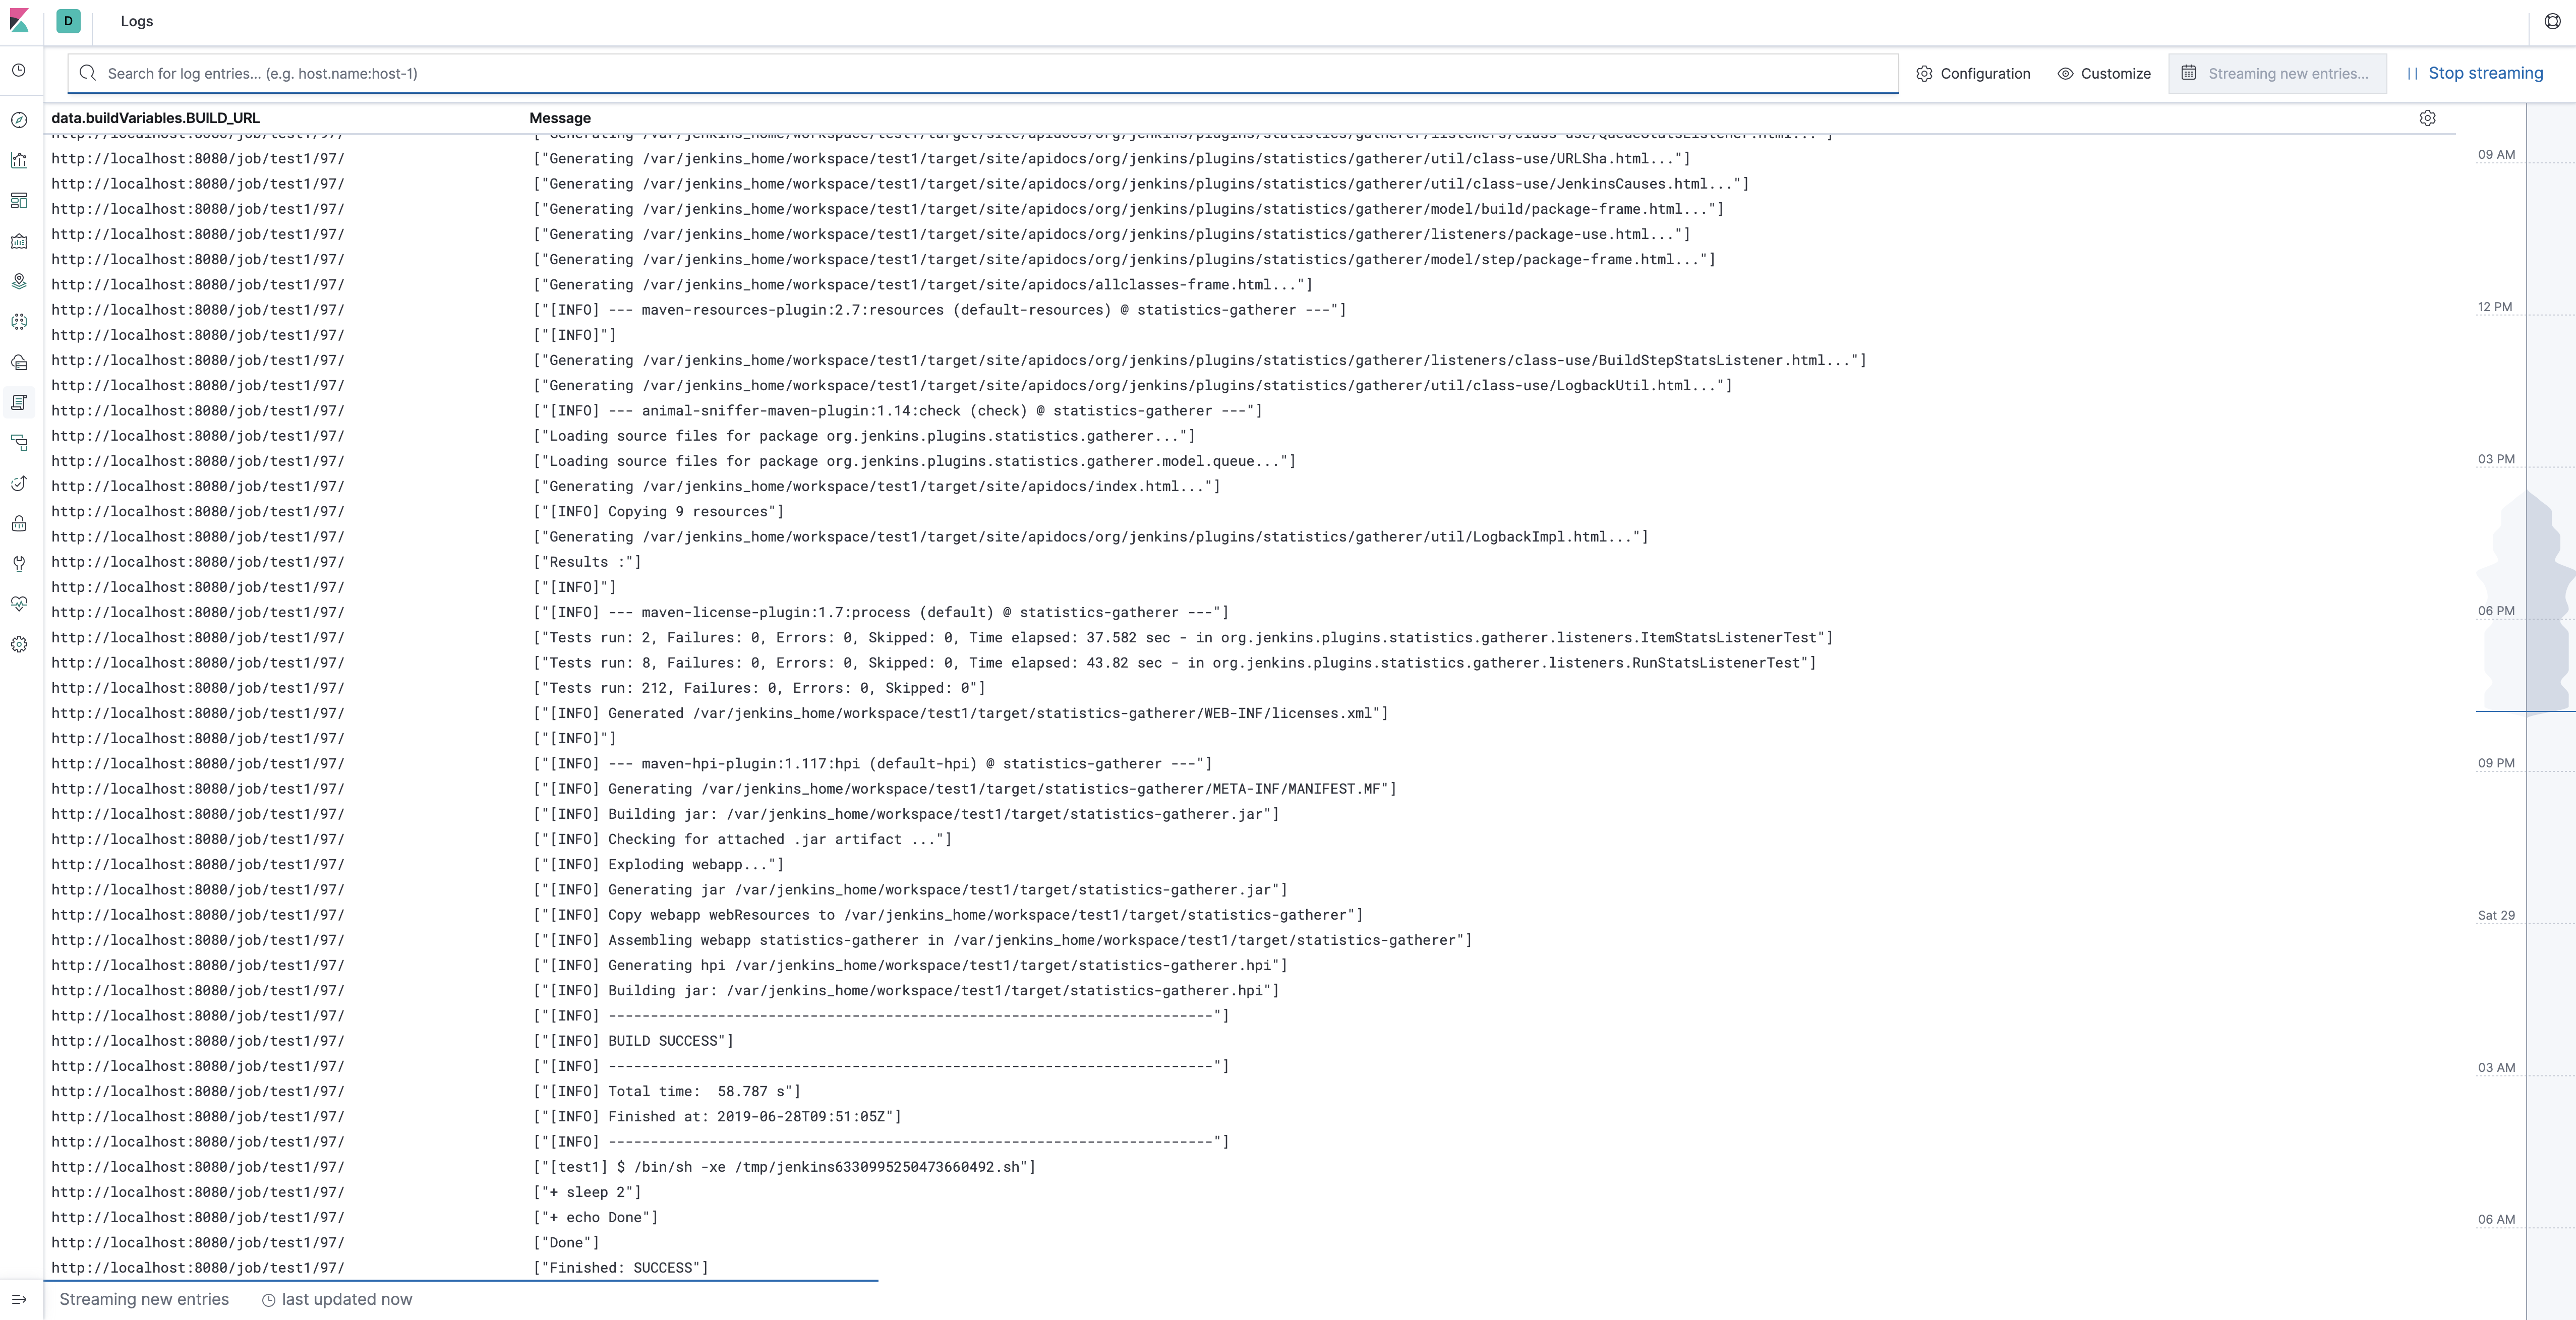 D Logs
Search for log entries... (e.g. host.name:host-1) Configuration Customize Streaming new entries... Stop streaming
data.buildVariables.BUILD_URL Message
http://localhost:8080/job/test1/97/ ["Generating /var/jenkins_home/workspace/test1/target/site/apidocs/org/jenkins/plugins/statistics/gatherer/listeners/class-use/QueueStatsListener.html..."]
http://localhost:8080/job/test1/97/ ["Generating /var/jenkins_home/workspace/test1/target/site/apidocs/org/jenkins/plugins/statistics/gatherer/util/class-use/URLSha.html..."]
09 AM
http://localhost:8080/job/test1/97/ ["Generating /var/jenkins_home/workspace/test1/target/site/apidocs/org/jenkins/plugins/statistics/gatherer/util/class-use/JenkinsCauses.html..."]
http://localhost:8080/job/test1/97/ ["Generating /var/jenkins_home/workspace/test1/target/site/apidocs/org/jenkins/plugins/statistics/gatherer/model/build/package-frame.html..."]
http://localhost:8080/job/test1/97/ ["Generating /var/jenkins_home/workspace/test1/target/site/apidocs/org/jenkins/plugins/statistics/gatherer/listeners/package-use.html..."]
http://localhost:8080/job/test1/97/ ["Generating /var/jenkins_home/workspace/test1/target/site/apidocs/org/jenkins/plugins/statistics/gatherer/model/step/package-frame.html..."]
http://localhost:8080/job/test1/97/ ["Generating /var/jenkins_home/workspace/test1/target/site/apidocs/allclasses-frame.html..."]
http://localhost:8080/job/test1/97/ ["[INFO] --- maven-resources-plugin:2.7:resources (default-resources) @ statistics-gatherer ---"]
12 PM
http://localhost:8080/job/test1/97/ ["[INFO]"]
http://localhost:8080/job/test1/97/ ["Generating /var/jenkins_home/workspace/test1/target/site/apidocs/org/jenkins/plugins/statistics/gatherer/listeners/class-use/BuildStepStatsListener.html..."]
http://localhost:8080/job/test1/97/ ["Generating /var/jenkins_home/workspace/test1/target/site/apidocs/org/jenkins/plugins/statistics/gatherer/util/class-use/LogbackUtil.html..."]
http://localhost:8080/job/test1/97/ ["[INFO] --- animal-sniffer-maven-plugin:1.14:check (check) @ statistics-gatherer ---"]
http://localhost:8080/job/test1/97/ ["Loading source files for package org.jenkins.plugins.statistics.gatherer..."]
http://localhost:8080/job/test1/97/ ["Loading source files for package org.jenkins.plugins.statistics.gatherer.model.queue..."]
03 PM
http://localhost:8080/job/test1/97/ ["Generating /var/jenkins_home/workspace/test1/target/site/apidocs/index.html..."]
http://localhost:8080/job/test1/97/ ["[INFO] Copying 9 resources"]
http://localhost:8080/job/test1/97/ ["Generating /var/jenkins_home/workspace/test1/target/site/apidocs/org/jenkins/plugins/statistics/gatherer/util/LogbackImpl.html..."]
http://localhost:8080/job/test1/97/ ["Results :"]
http://localhost:8080/job/test1/97/ ["[INFO]"]
http://localhost:8080/job/test1/97/ ["[INFO] --- maven-license-plugin:1.7:process (default) @ statistics-gatherer ---"]
06 PM
http://localhost:8080/job/test1/97/ ["Tests run: 2, Failures: 0, Errors: 0, Skipped: 0, Time elapsed: 37.582 sec - in org.jenkins.plugins.statistics.gatherer.listeners.ItemStatsListenerTest"]
http://localhost:8080/job/test1/97/ ["Tests run: 8, Failures: 0, Errors: 0, Skipped: 0, Time elapsed: 43.82 sec - in org.jenkins.plugins.statistics.gatherer.listeners.RunStatsListenerTest"]
http://localhost:8080/job/test1/97/ ["Tests run: 212, Failures: 0, Errors: 0, Skipped: 0"]
http://localhost:8080/job/test1/97/ ["[INFO] Generated /var/jenkins_home/workspace/test1/target/statistics-gatherer/WEB-INF/licenses.xml"]
http://localhost:8080/job/test1/97/ ["[INFO]"]
http://localhost:8080/job/test1/97/ ["[INFO] --- maven-hpi-plugin:1.117:hpi (default-hpi) @ statistics-gatherer ---"]
09 PM
http://localhost:8080/job/test1/97/ ["[INFO] Generating /var/jenkins_home/workspace/test1/target/statistics-gatherer/META-INF/MANIFEST.MF"]
http://localhost:8080/job/test1/97/ ["[INFO] Building jar: /var/jenkins_home/workspace/test1/target/statistics-gatherer.jar"]
http://localhost:8080/job/test1/97/ ["[INFO] Checking for attached .jar artifact ..."]
http://localhost:8080/job/test1/97/ ["[INFO] Exploding webapp..."]
http://localhost:8080/job/test1/97/ ["[INFO] Generating jar /var/jenkins_home/workspace/test1/target/statistics-gatherer.jar"]
http://localhost:8080/job/test1/97/ ["[INFO] Copy webapp webResources to /var/jenkins_home/workspace/test1/target/statistics-gatherer"]
Sat 29
http://localhost:8080/job/test1/97/ ["[INFO] Assembling webapp statistics-gatherer in /var/jenkins_home/workspace/test1/target/statistics-gatherer"]
http://localhost:8080/job/test1/97/ ["[INFO] Generating hpi /var/jenkins_home/workspace/test1/target/statistics-gatherer.hpi"]
http://localhost:8080/job/test1/97/ ["[INFO] Building jar: /var/jenkins_home/workspace/test1/target/statistics-gatherer.hpi"]
http://localhost:8080/job/test1/97/ ["[INFO] ------------------------------------------------------------------------"]
http://localhost:8080/job/test1/97/ ["[INFO] BUILD SUCCESS"]
http://localhost:8080/job/test1/97/ ["[INFO] ------------------------------------------------------------------------"]
03 AM
http://localhost:8080/job/test1/97/ ["[INFO] Total time:  58.787 s"]
http://localhost:8080/job/test1/97/ ["[INFO] Finished at: 2019-06-28T09:51:05Z"]
http://localhost:8080/job/test1/97/ ["[INFO] ------------------------------------------------------------------------"]
http://localhost:8080/job/test1/97/ ["[test1] $ /bin/sh -xe /tmp/jenkins6330995250473660492.sh"]
http://localhost:8080/job/test1/97/ ["+ sleep 2"]
http://localhost:8080/job/test1/97/ ["+ echo Done"]
06 AM
http://localhost:8080/job/test1/97/ ["Done"]
http://localhost:8080/job/test1/97/ ["Finished: SUCCESS"]
Streaming new entries last updated now